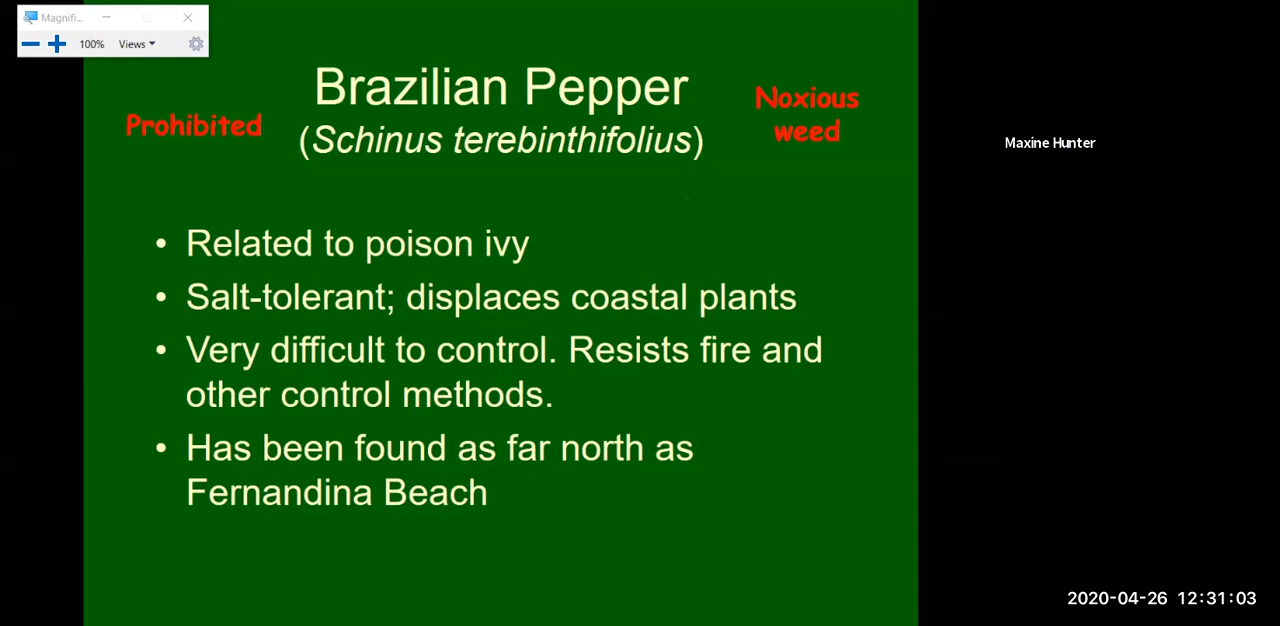 Magnifi...
100% Views
Brazilian Pepper
(Schinus terebinthifolius)
Prohibited
Noxious
weed
Maxine Hunter
• Related to poison ivy
• Salt-tolerant; displaces coastal plants
• Very difficult to control. Resists fire and
other control methods.
• Has been found as far north as
Fernandina Beach
2020-04-26 12:31:03